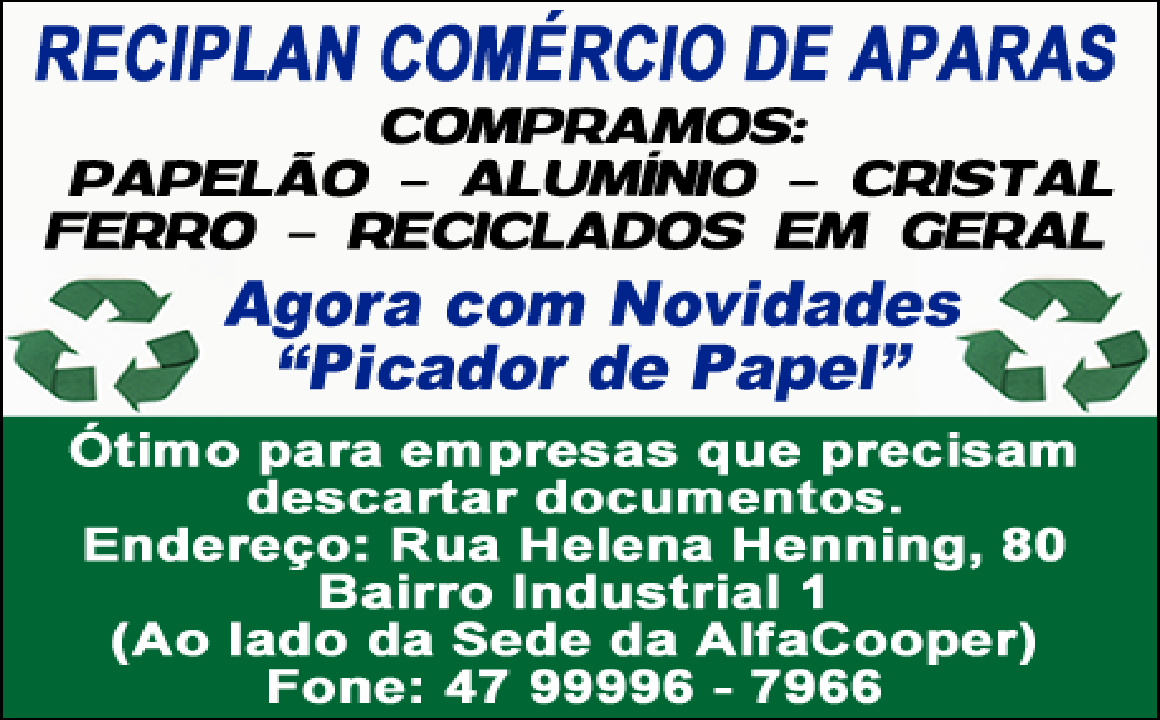 RECIPLAN COMÉRCIO DE APARAS
COMPRAMOS:
PAPELÃO - ALUMÍNIO - CRISTAL
FERRO - RECICLADOS EM GERAL
Agora com Novidades
“Picador de Papel”
Ótimo para empresas que precisam
descartar documentos.
Endereço: Rua Helena Henning, 80
Bairro Industrial 1
(Ao lado da Sede da AlfaCooper)
Fone: 47 99996 - 7966